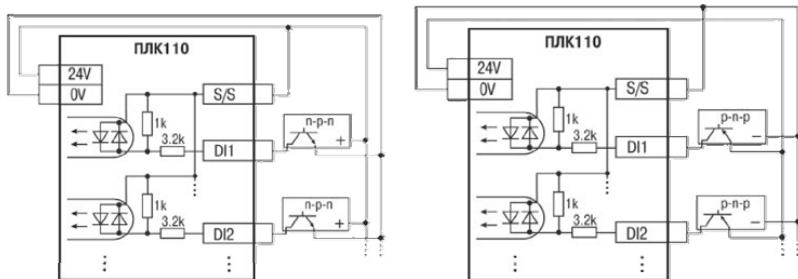 ПЛК110
24V
0V
S/S
n-p-n
1k
+
3.2k
DI1
n-p-n
1k
+
3.2k
DI2
ПЛК110
24V
0V
S/S
p-n-p
1k
–
3.2k
DI1
p-n-p
1k
–
3.2k
DI2